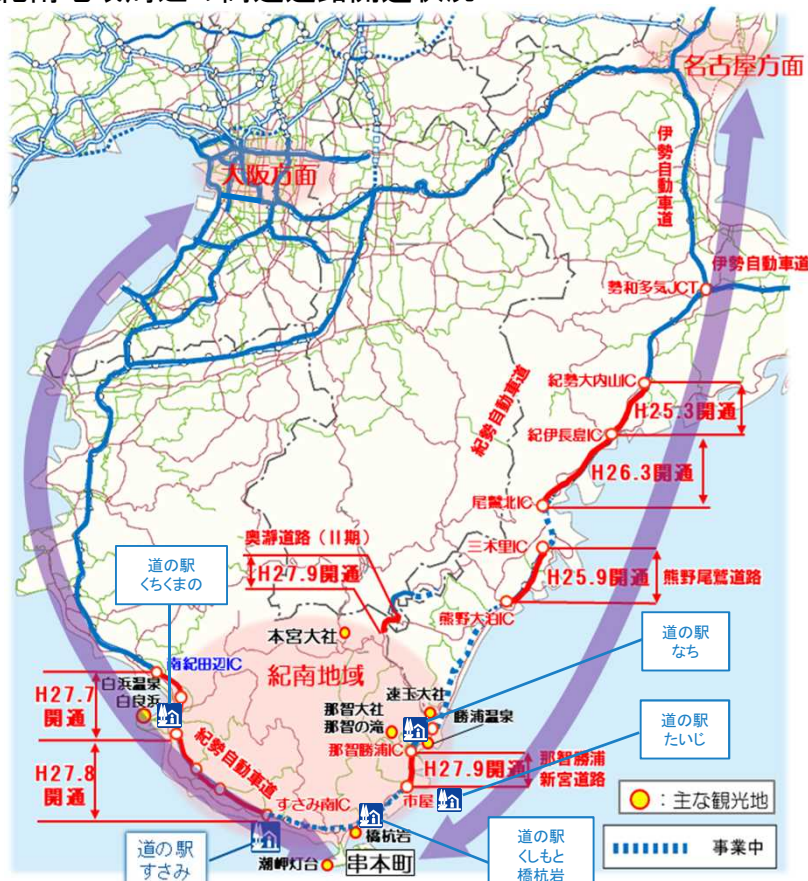 名古屋方面
大阪方面
伊勢自動車道
伊勢自動車道
勢和多気JCT
紀勢大内山IC
H25.3開通
紀伊長島IC
紀勢自動車道
H26.3開通
尾鷲北IC
三木里IC
奥瀞道路（Ⅱ期）
H27.9開通
H25.9開通
熊野尾鷲道路
熊野大泊IC
道の駅
くちくまの
本宮大社
道の駅
なち
紀南地域
南紀田辺IC
白浜温泉
白良浜
速玉大社
那智大社
那智の滝
勝浦温泉
H27.7
開通
那智勝浦IC
道の駅
たいじ
H27.9開通
那智勝浦
新宮道路
紀勢自動車道
H27.8
開通
市屋
すさみ南IC
：主な観光地
橋杭岩
道の駅
すさみ
潮岬灯台
串本町
道の駅
くしもと
橋杭岩
事業中